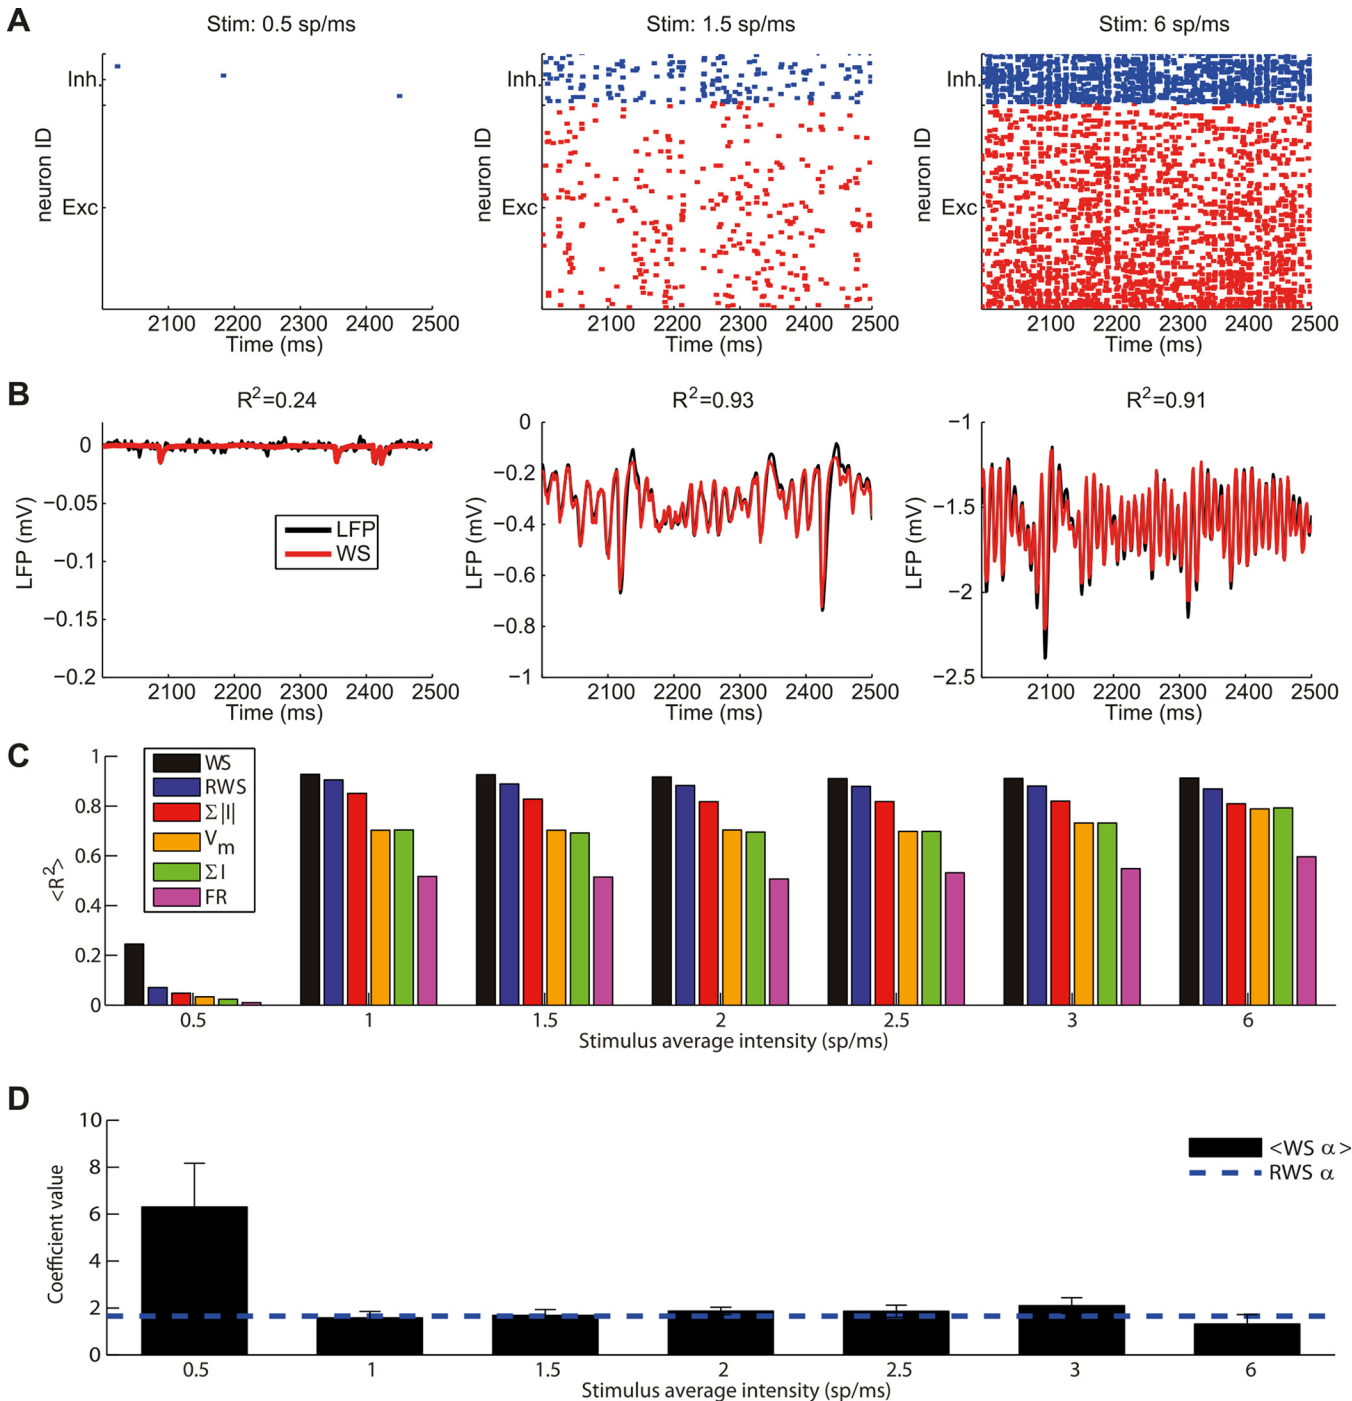 A
Stim: 0.5 sp/ms
Stim: 1.5 sp/ms
Stim: 6 sp/ms
Inh.
Exc
neuron ID
2100 2200 2300 2400 2500
Time (ms)
Inh.
Exc
neuron ID
2100 2200 2300 2400 2500
Time (ms)
Inh.
Exc
neuron ID
2100 2200 2300 2400 2500
Time (ms)
B
R²=0.24
R²=0.93
R²=0.91
0
−0.05
−0.1
−0.15
−0.2
LFP (mV)
LFP
WS
2100 2200 2300 2400 2500
Time (ms)
0
−0.2
−0.4
−0.6
−0.8
−1
LFP (mV)
2100 2200 2300 2400 2500
Time (ms)
−1
−1.5
−2
−2.5
LFP (mV)
2100 2200 2300 2400 2500
Time (ms)
C
1
0.8
0.6
0.4
0.2
0
<R²>
WS
RWS
Σ|I|
Vm
ΣI
FR
0.5 1 1.5 2 2.5 3 6
Stimulus average intensity (sp/ms)
D
10
8
6
4
2
0
Coefficient value
<WS α>
RWS α
0.5 1 1.5 2 2.5 3 6
Stimulus average intensity (sp/ms)